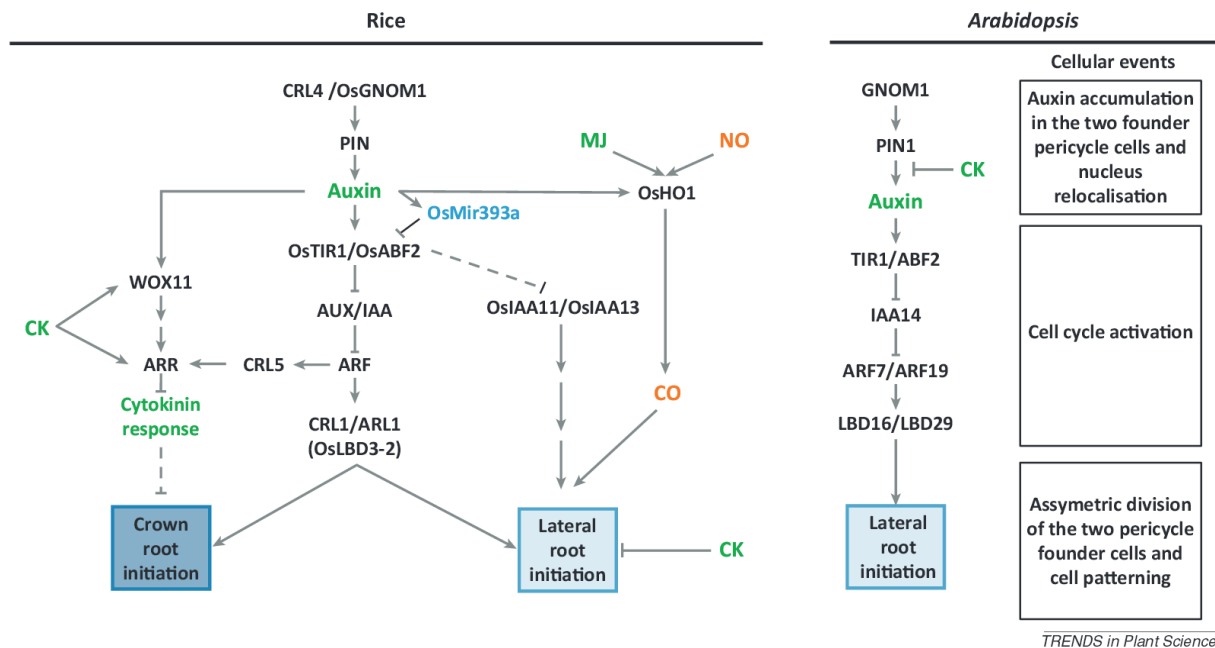 Rice
CRL4 /OsGNOM1
PIN
MJ
NO
Auxin
OsHO1
OsMir393a
OsTIR1/OsABF2
WOX11
OsIAA11/OsIAA13
AUX/IAA
CK
ARR
CRL5
ARF
CO
Cytokinin
response
CRL1/ARL1
(OsLBD3-2)
Crown
root
initiation
Lateral
root
initiation
CK
Arabidopsis
Cellular events
GNOM1
PIN1
CK
Auxin
TIR1/ABF2
IAA14
ARF7/ARF19
LBD16/LBD29
Lateral
root
initiation
Auxin accumulation
in the two founder
pericycle cells and
nucleus
relocalisation
Cell cycle activation
Assymetric division
of the two pericycle
founder cells and
cell patterning
TRENDS in Plant Science